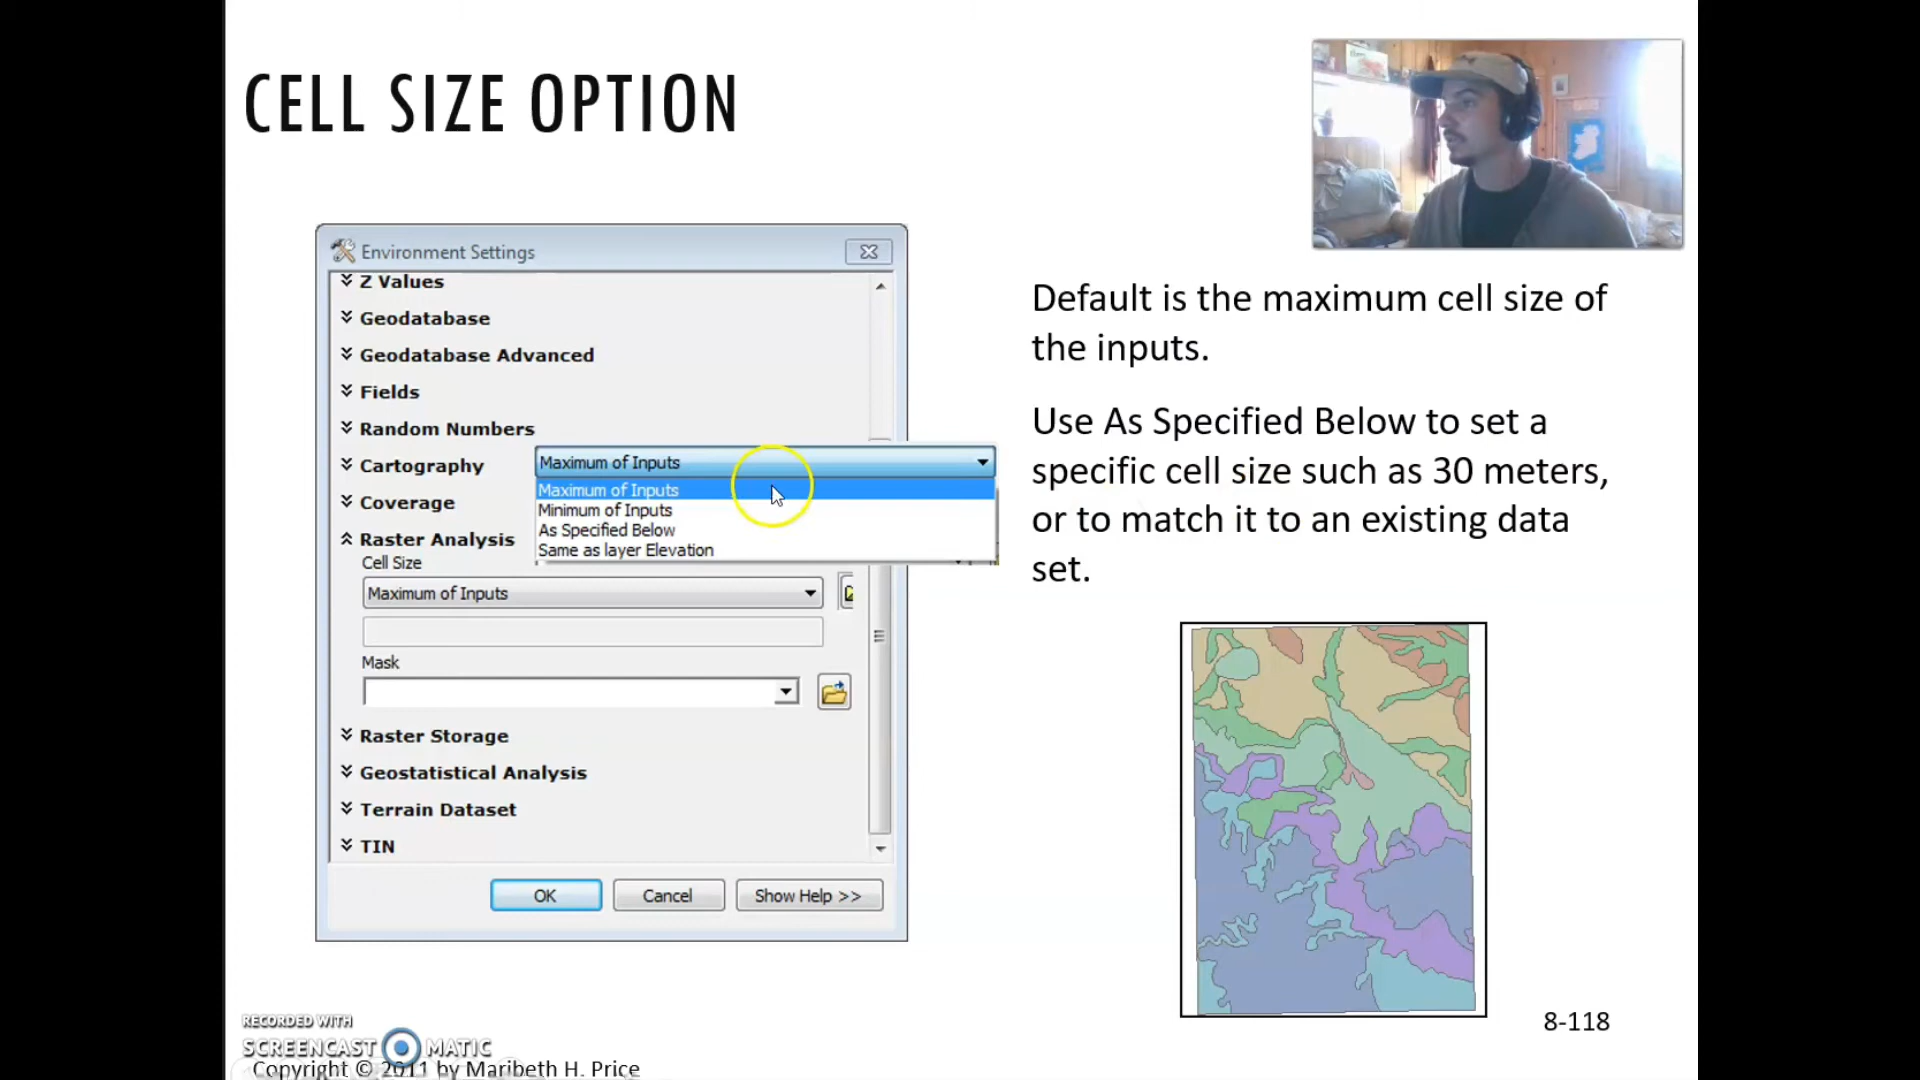 CELL SIZE OPTION
Environment Settings
Z Values
Geodatabase
Geodatabase Advanced
Fields
Random Numbers
Cartography
Coverage
Raster Analysis
Cell Size
Maximum of Inputs
Mask
Raster Storage
Geostatistical Analysis
Terrain Dataset
TIN
OK
Cancel
Show Help >>
Maximum of Inputs
Maximum of Inputs
Minimum of Inputs
As Specified Below
Same as layer Elevation
Default is the maximum cell size of
the inputs.
Use As Specified Below to set a
specific cell size such as 30 meters,
or to match it to an existing data
set.
8-118
RECORDED WITH
SCREENCAST MATIC
Copyright © 2011 by Maribeth H. Price